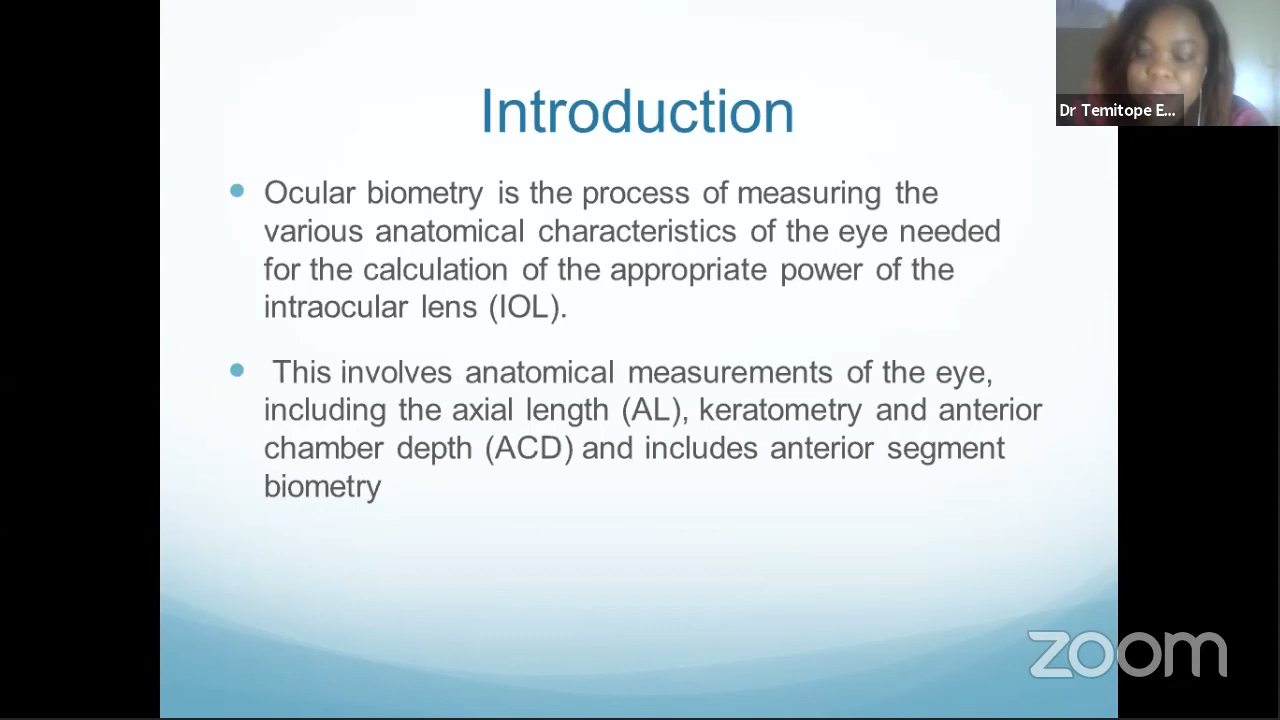 Introduction
Dr Temitope E...
Ocular biometry is the process of measuring the
various anatomical characteristics of the eye needed
for the calculation of the appropriate power of the
intraocular lens (IOL).
This involves anatomical measurements of the eye,
including the axial length (AL), keratometry and anterior
chamber depth (ACD) and includes anterior segment
biometry
zoom